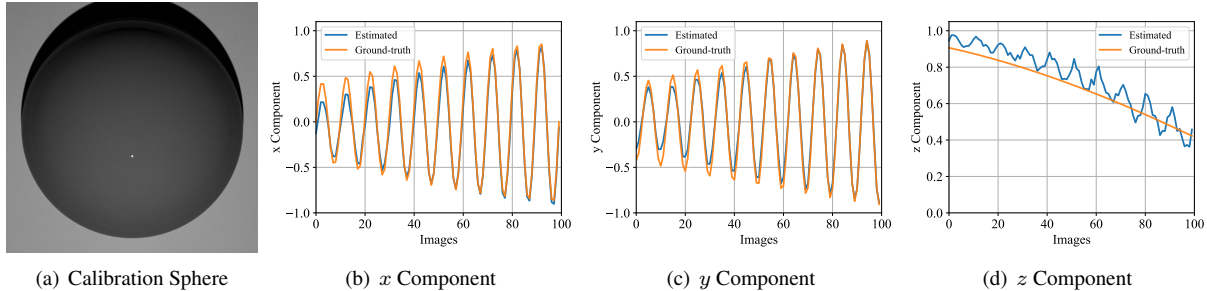 1.0
0.5
0.0
−0.5
−1.0
x Component
0
20
40
60
80
100
Images
Estimated
Ground-truth
1.0
0.5
0.0
−0.5
−1.0
y Component
0
20
40
60
80
100
Images
Estimated
Ground-truth
1.0
0.8
0.6
0.4
0.2
0.0
z Component
0
20
40
60
80
100
Images
Estimated
Ground-truth
(a) Calibration Sphere
(b) x Component
(c) y Component
(d) z Component